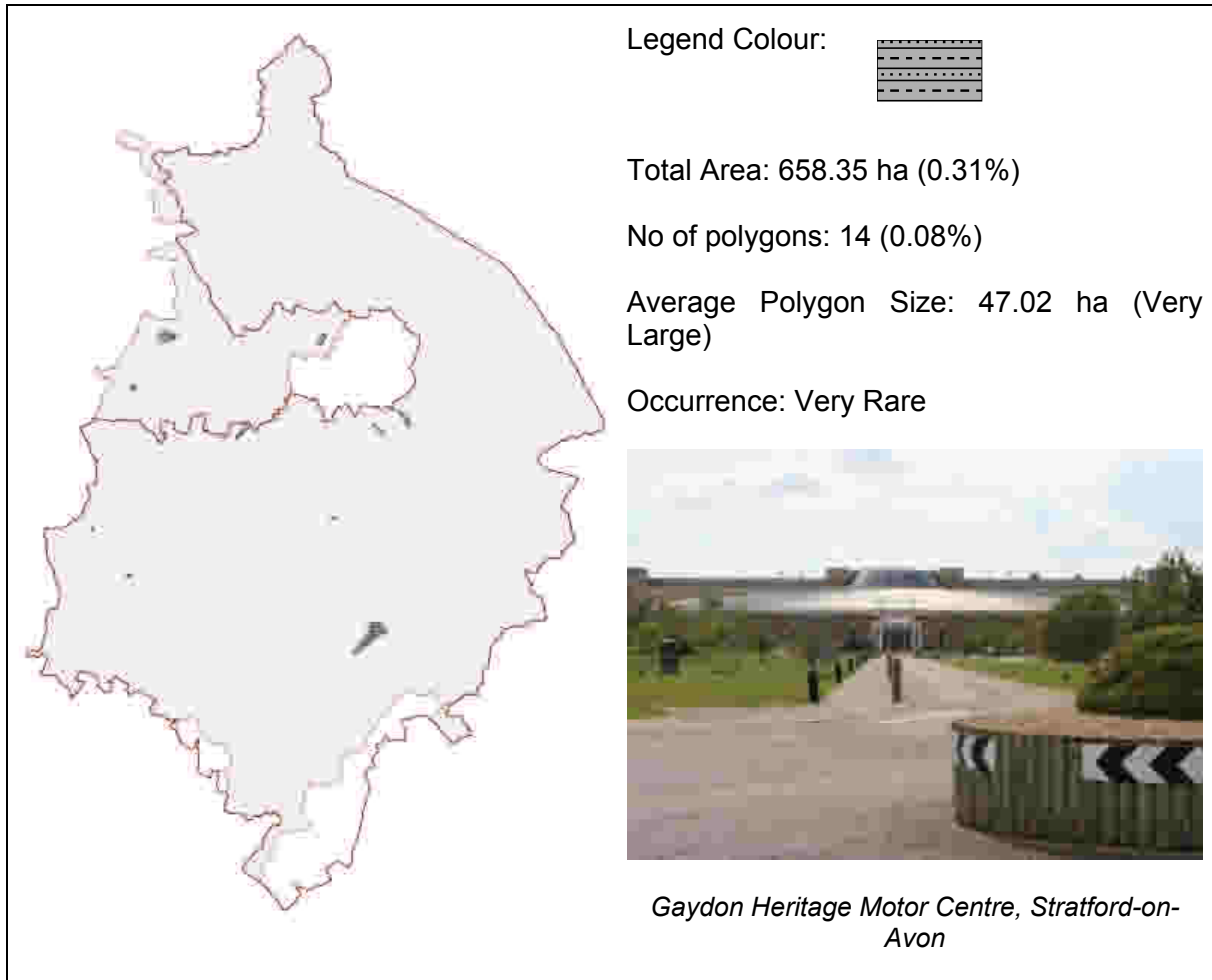 Legend Colour:
Total Area: 658.35 ha (0.31%)
No of polygons: 14 (0.08%)
Average Polygon Size: 47.02 ha (Very
Large)
Occurrence: Very Rare
Gaydon Heritage Motor Centre, Stratford-on-
Avon